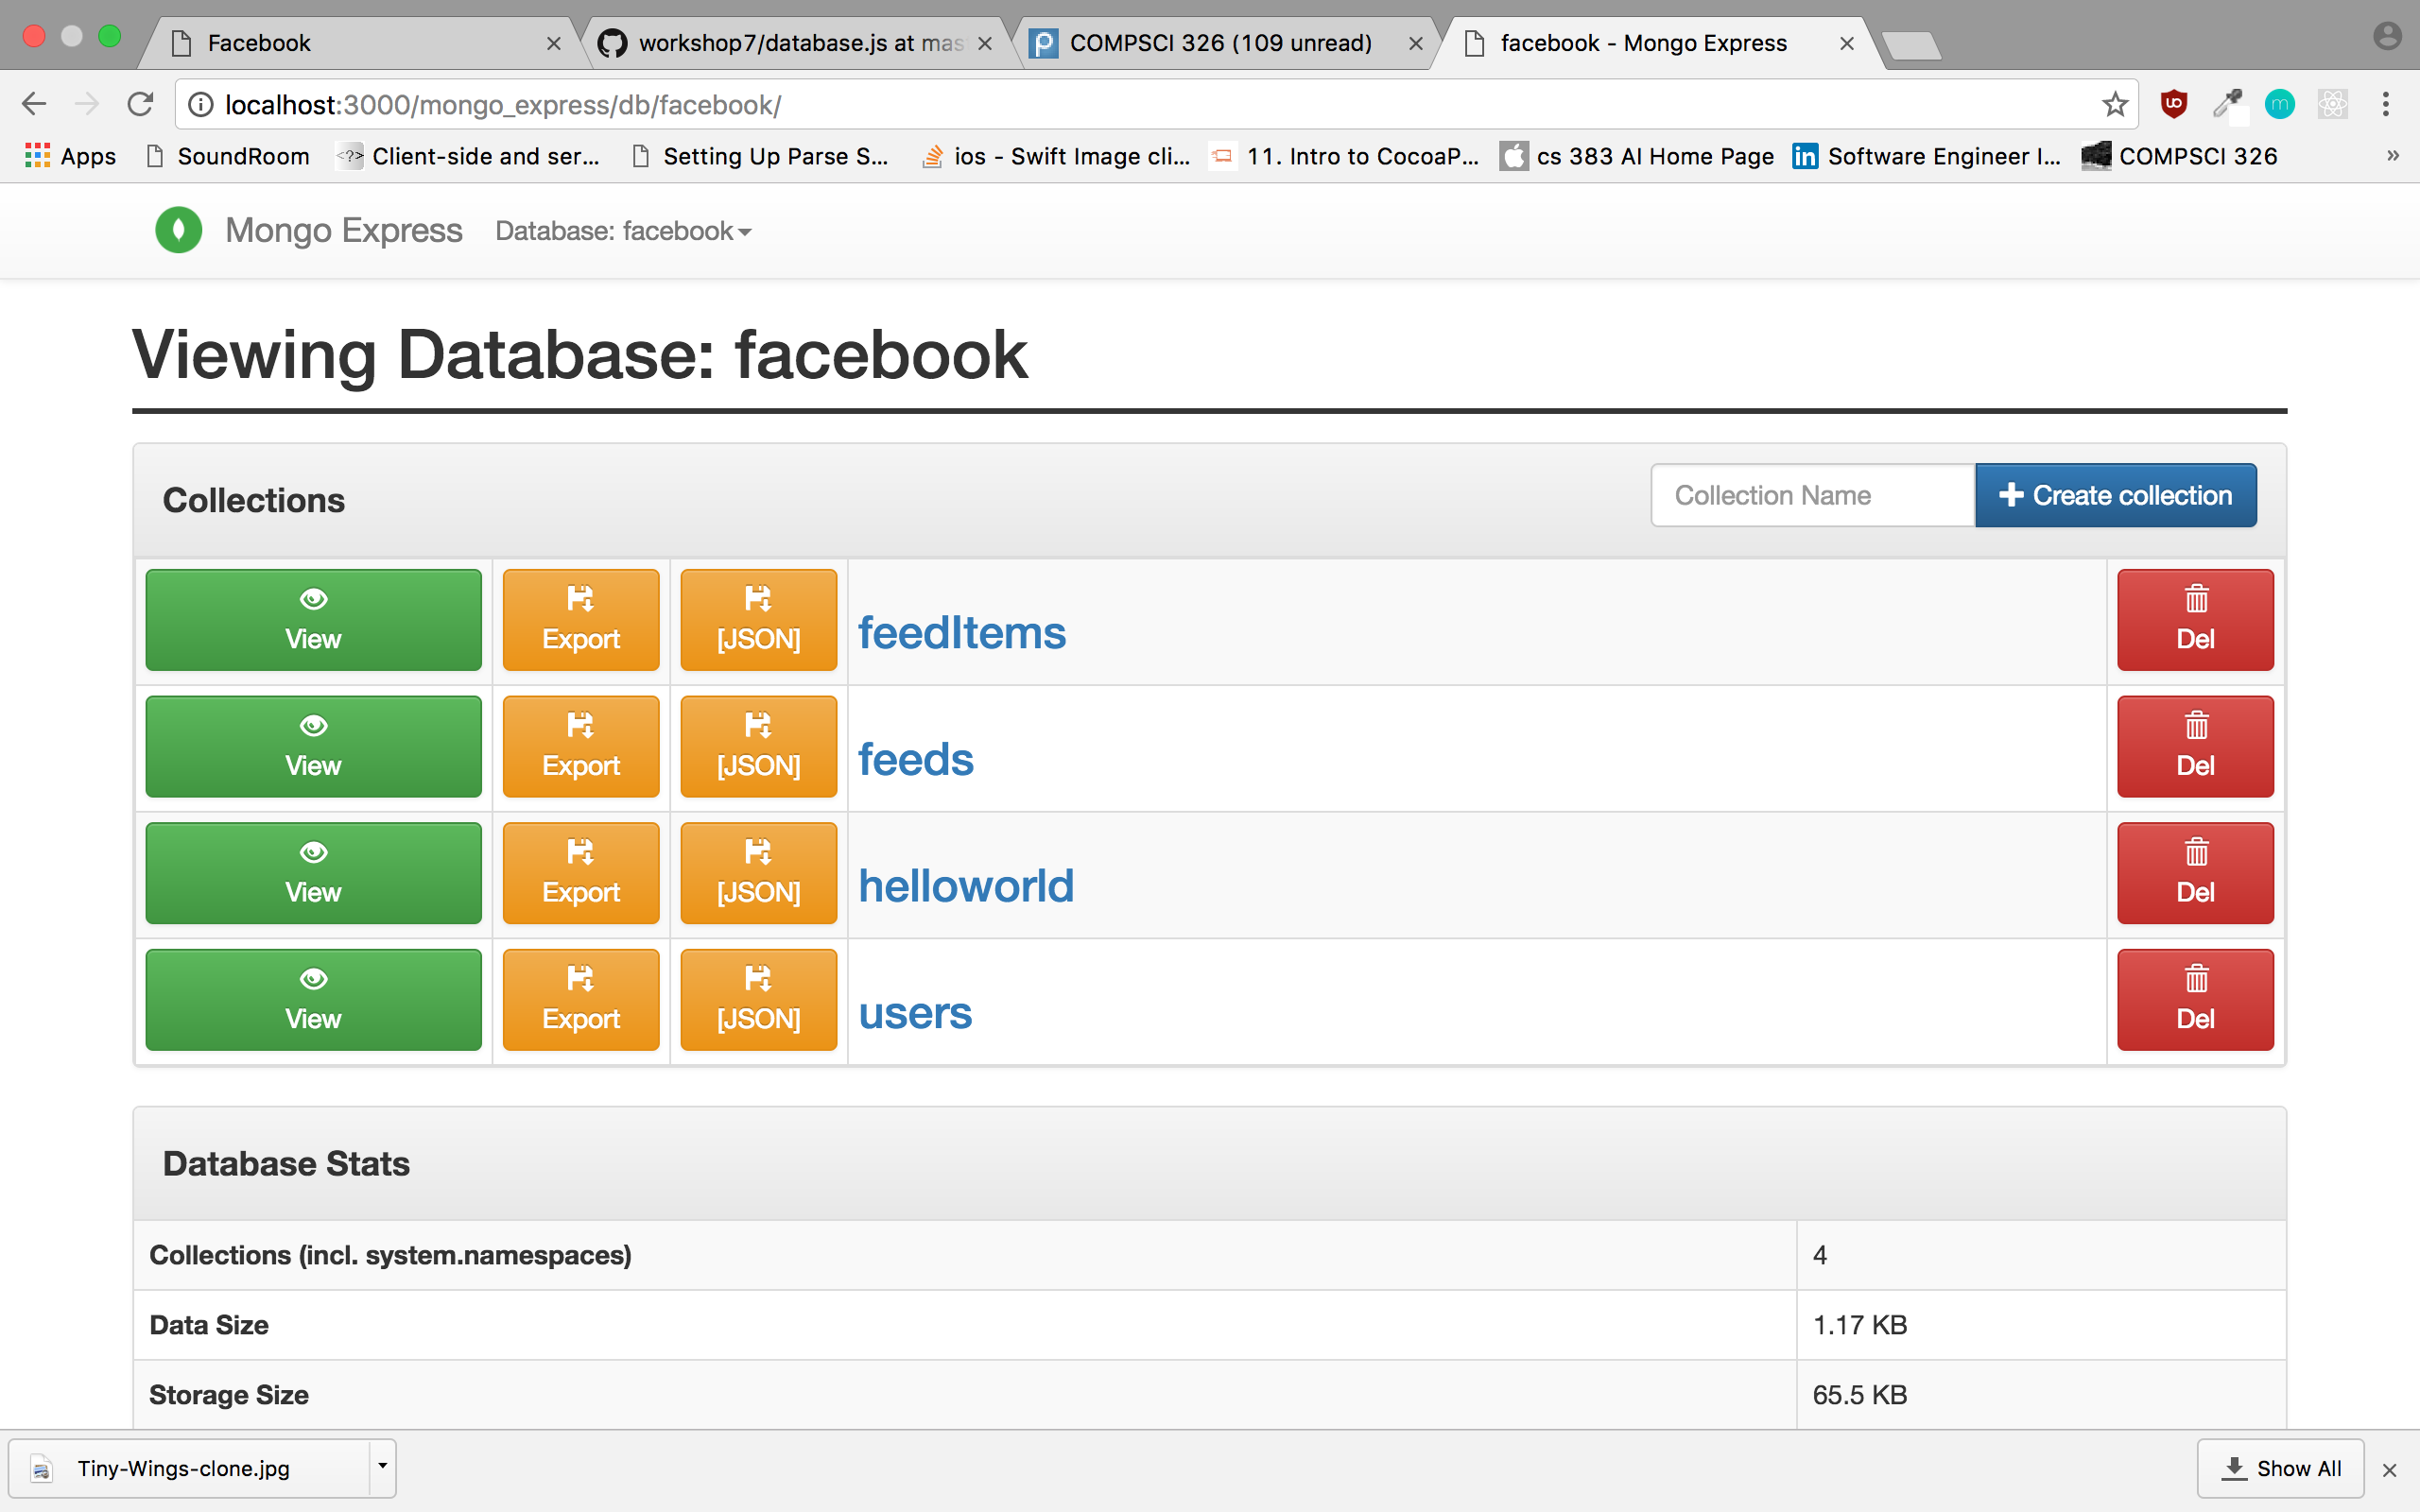 Facebook
workshop7/database.js at mas
COMPSCI 326 (109 unread)
facebook - Mongo Express
localhost:3000/mongo_express/db/facebook/
Apps
SoundRoom
<?> Client-side and ser...
Setting Up Parse S...
ios - Swift Image cli...
11. Intro to CocoaP...
cs 383 AI Home Page
in Software Engineer I...
COMPSCI 326
»
Mongo Express
Database: facebook
Viewing Database: facebook
Collections
Collection Name
Create collection
View Export [JSON] feedItems Del
View Export [JSON] feeds Del
View Export [JSON] helloworld Del
View Export [JSON] users Del
Database Stats
Collections (incl. system.namespaces) 4
Data Size 1.17 KB
Storage Size 65.5 KB
Tiny-Wings-clone.jpg
Show All